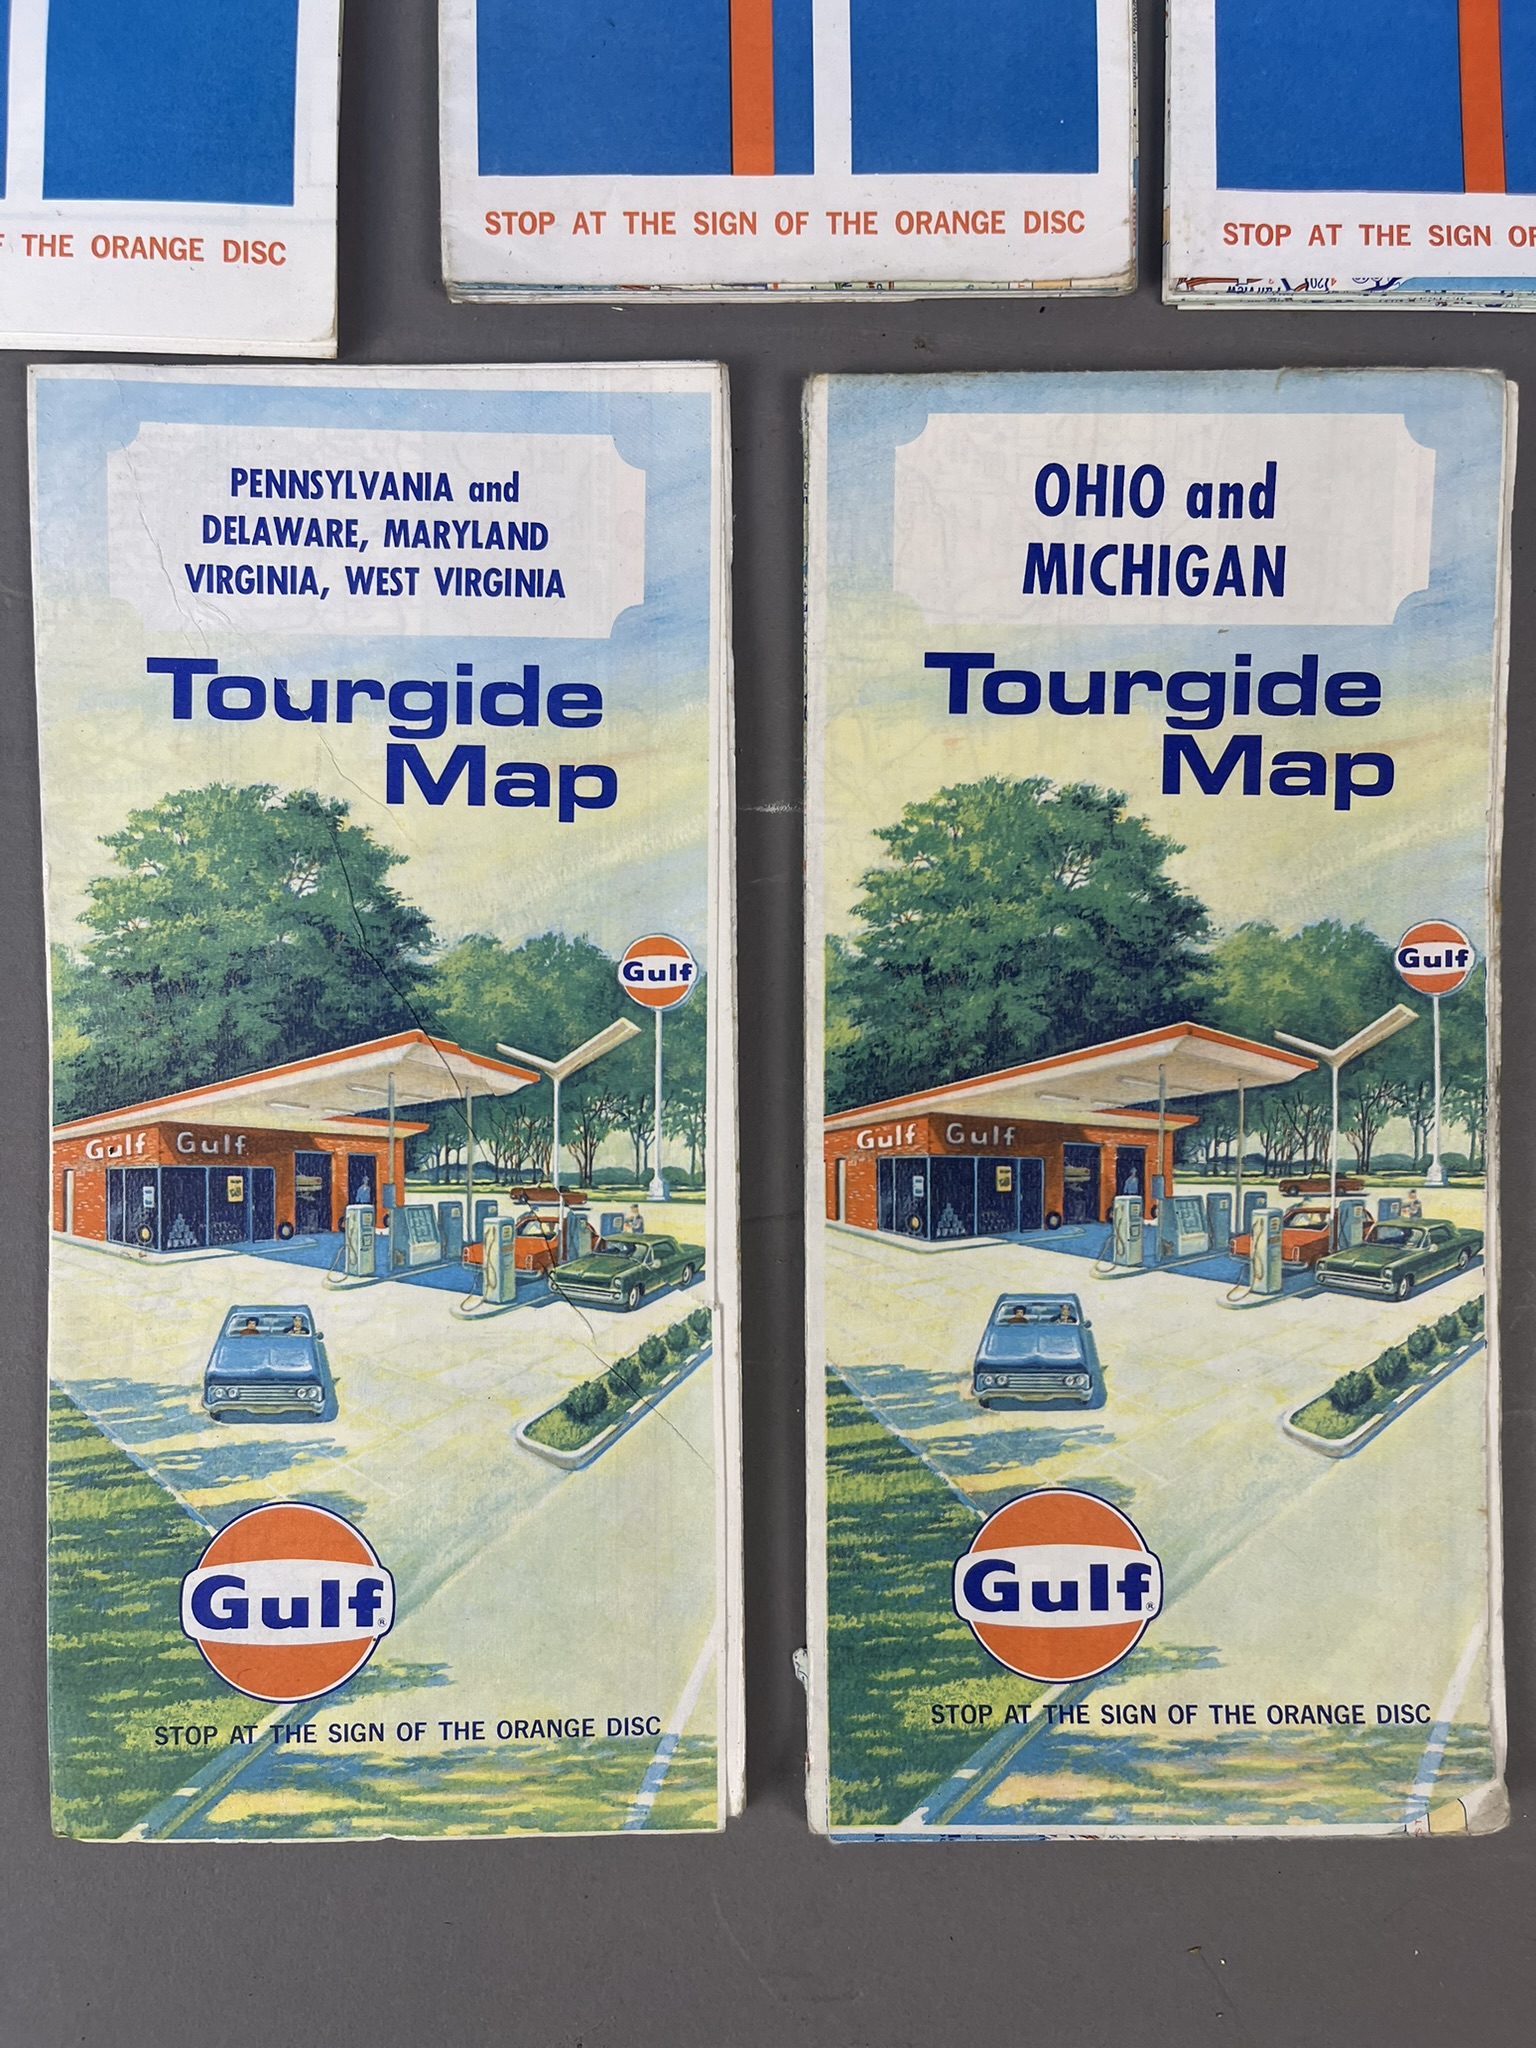 THE ORANGE DISC
STOP AT THE SIGN OF THE ORANGE DISC
STOP AT THE SIGN
PENNSYLVANIA and
DELAWARE, MARYLAND
VIRGINIA, WEST VIRGINIA
Tourgide
Map
Gulf
Gulf Gulf
Gulf®
STOP AT THE SIGN OF THE ORANGE DISC
OHIO and
MICHIGAN
Tourgide
Map
Gulf
Gulf Gulf
Gulf®
STOP AT THE SIGN OF THE ORANGE DISC